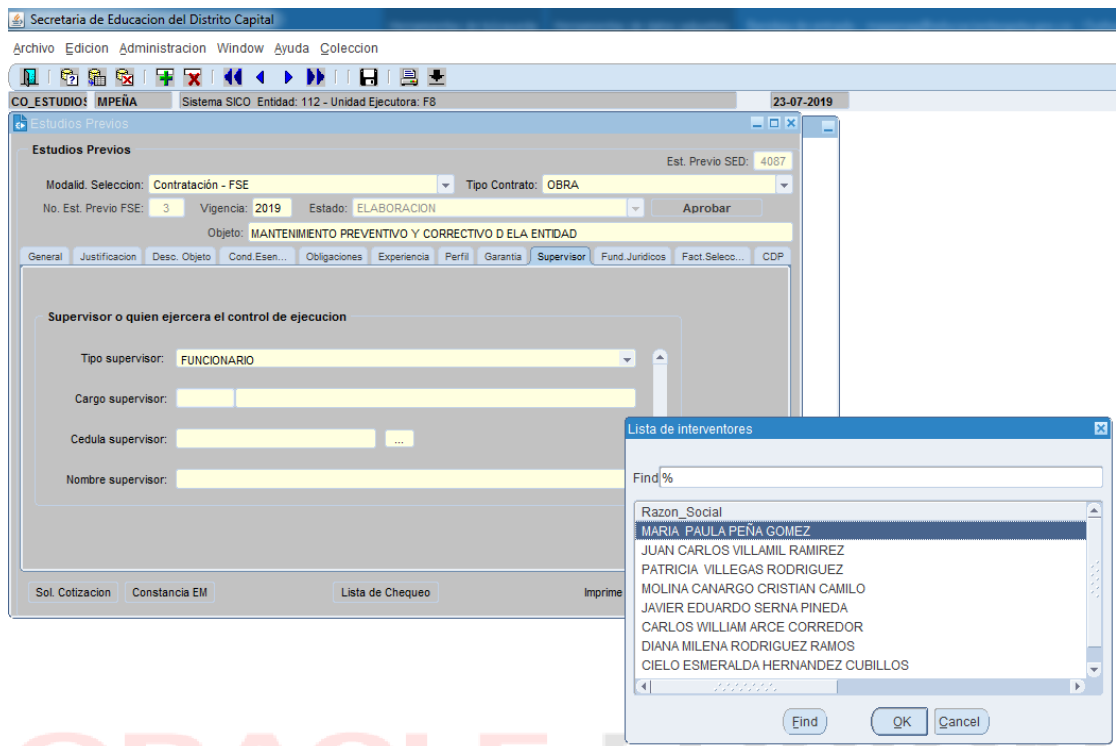 Secretaria de Educacion del Distrito Capital
Archivo Edicion Administracion Window Ayuda Coleccion
CO_ESTUDIOS MPEÑA Sistema SICO Entidad: 112 - Unidad Ejecutora: F8 23-07-2019
Estudios Previos
Estudios Previos
Est. Previo SED: 4087
Modalid. Seleccion: Contratación - FSE Tipo Contrato: OBRA
No. Est. Previo FSE: 3 Vigencia: 2019 Estado: ELABORACION Aprobar
Objeto: MANTENIMIENTO PREVENTIVO Y CORRECTIVO D ELA ENTIDAD
General Justificacion Desc. Objeto Cond.Esen... Obligaciones Experiencia Perfil Garantia Supervisor Fund.Juridicos Fact.Selecc... CDP
Supervisor o quien ejercera el control de ejecucion
Tipo supervisor: FUNCIONARIO
Cargo supervisor:
Cedula supervisor: ...
Nombre supervisor:
Sol. Cotizacion Constancia EM Lista de Chequeo Imprime
Lista de interventores
Find %
Razon_Social
MARIA PAULA PEÑA GOMEZ
JUAN CARLOS VILLAMIL RAMIREZ
PATRICIA VILLEGAS RODRIGUEZ
MOLINA CANARGO CRISTIAN CAMILO
JAVIER EDUARDO SERNA PINEDA
CARLOS WILLIAM ARCE CORREDOR
DIANA MILENA RODRIGUEZ RAMOS
CIELO ESMERALDA HERNANDEZ CUBILLOS
Find OK Cancel
ORACLE